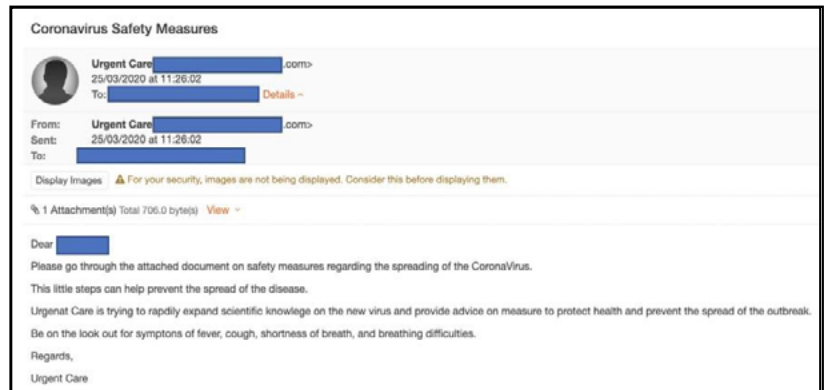 Coronavirus Safety Measures
Urgent Care .com>
25/03/2020 at 11:26:02
To: Details
From: Urgent Care .com>
Sent: 25/03/2020 at 11:26:02
To:
Display Images For your security, images are not being displayed. Consider this before displaying them.
1 Attachment(s) Total 706.0 byte(s) View
Dear
Please go through the attached document on safety measures regarding the spreading of the CoronaVirus.
This little steps can help prevent the spread of the disease.
Urgenat Care is trying to rapdily expand scientific knowlege on the new virus and provide advice on measure to protect health and prevent the spread of the outbreak.
Be on the look out for symptons of fever, cough, shortness of breath, and breathing difficulties.
Regards,
Urgent Care